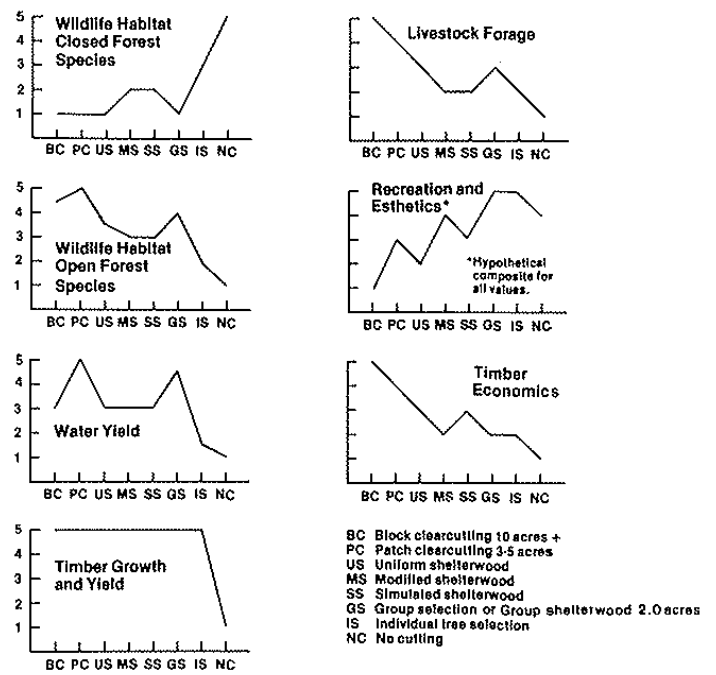 5
4
3
2
1
Wildlife Habitat
Closed Forest
Species
BC PC US MS SS GS IS NC
Livestock Forage
BC PC US MS SS GS IS NC
5
4
3
2
1
Wildlife Habitat
Open Forest
Species
BC PC US MS SS GS IS NC
Recreation and
Esthetics*
*Hypothetical
composite for
all values.
BC PC US MS SS GS IS NC
5
4
3
2
1
Water Yield
BC PC US MS SS GS IS NC
Timber
Economics
BC PC US MS SS GS IS NC
5
4
3
2
1
Timber Growth
and Yield
BC PC US MS SS GS IS NC
BC Block clearcutting 10 acres +
PC Patch clearcutting 3-5 acres
US Uniform shelterwood
MS Modified shelterwood
SS Simulated shelterwood
GS Group selection or Group shelterwood 2.0 acres
IS Individual tree selection
NC No cutting